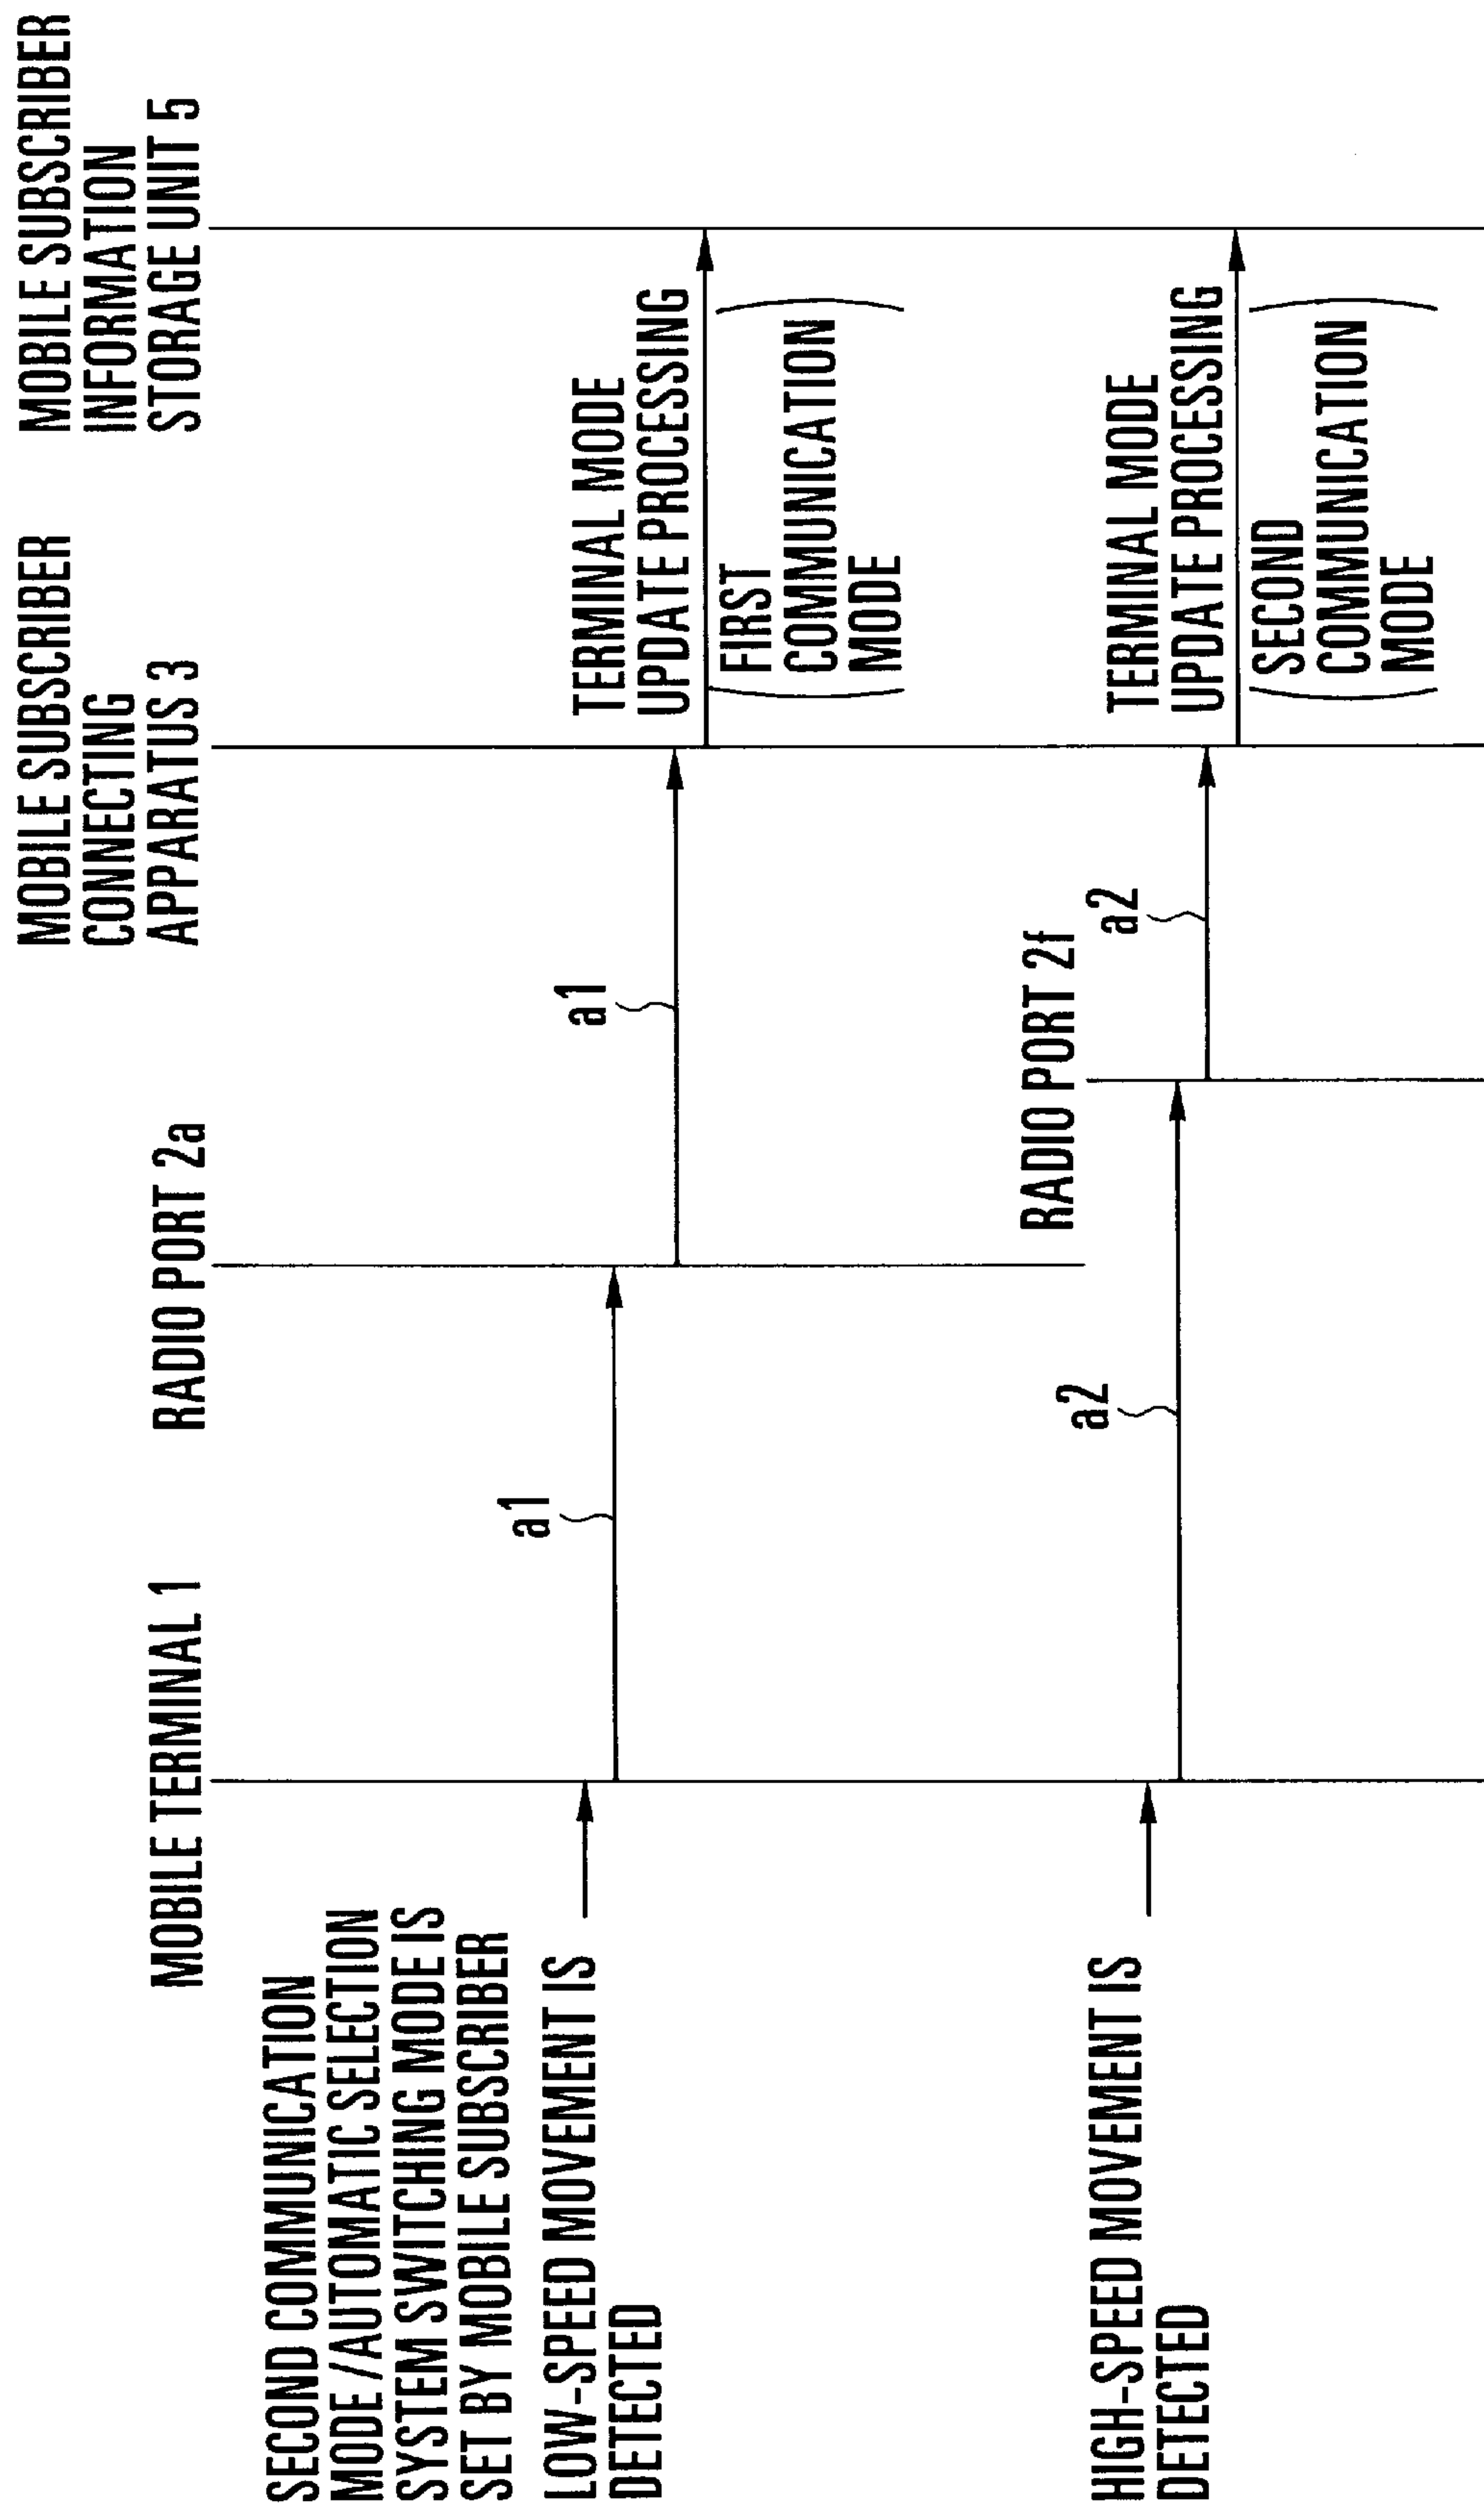 MOBILE TERMINAL 1
RADIO PORT 2a
MOBILE SUBSCRIBER
CONNECTING
APPARATUS 3
MOBILE SUBSCRIBER
INFORMATION
STORAGE UNIT 5
SECOND COMMUNICATION
MODE/AUTOMATIC SELECTION
SYSTEM SWITCHING MODE IS
SET BY MOBILE SUBSCRIBER
LOW-SPEED MOVEMENT IS
DETECTED
a1
a1
TERMINAL MODE
UPDATE PROCESSING
FIRST
COMMUNICATION
MODE
RADIO PORT 2f
HIGH-SPEED MOVEMENT IS
DETECTED
a2
a2
TERMINAL MODE
UPDATE PROCESSING
SECOND
COMMUNICATION
MODE